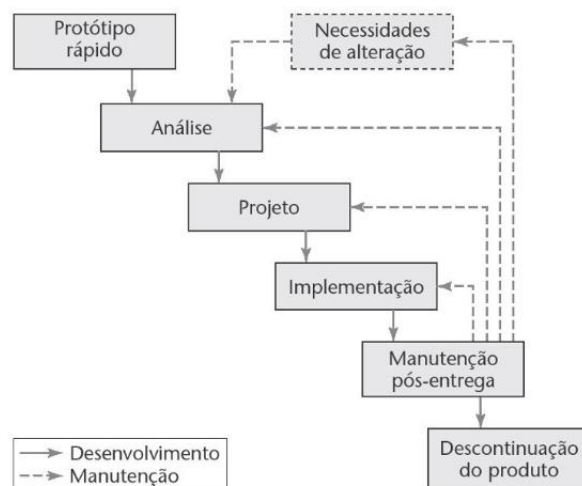 Protótipo
rápido
Necessidades
de alteração
Análise
Projeto
Implementação
Manutenção
pós-entrega
Descontinuação
do produto
Desenvolvimento
Manutenção